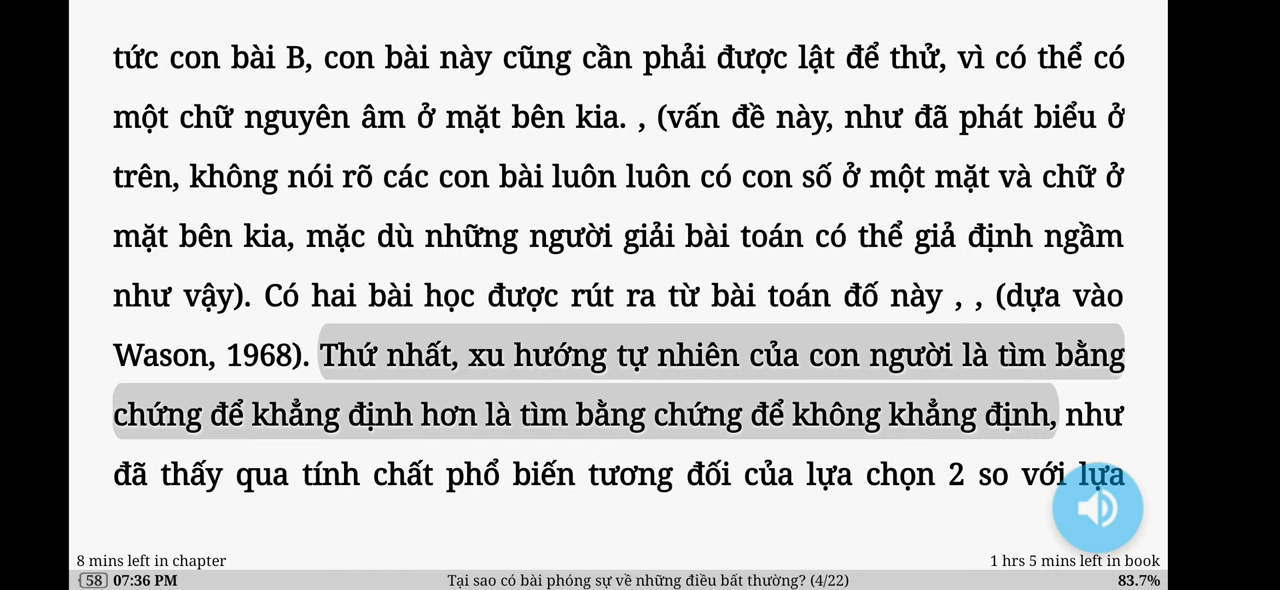 tức con bài B, con bài này cũng cần phải được lật để thử, vì có thể có
một chữ nguyên âm ở mặt bên kia. , (vấn đề này, như đã phát biểu ở
trên, không nói rõ các con bài luôn luôn có con số ở một mặt và chữ ở
mặt bên kia, mặc dù những người giải bài toán có thể giả định ngầm
như vậy). Có hai bài học được rút ra từ bài toán đố này , , (dựa vào
Wason, 1968). Thứ nhất, xu hướng tự nhiên của con người là tìm bằng
chứng để khẳng định hơn là tìm bằng chứng để không khẳng định, như
đã thấy qua tính chất phổ biến tương đối của lựa chọn 2 so với lựa
8 mins left in chapter 1 hrs 5 mins left in book
58 07:36 PM Tại sao có bài phóng sự về những điều bất thường? (4/22) 83.7%